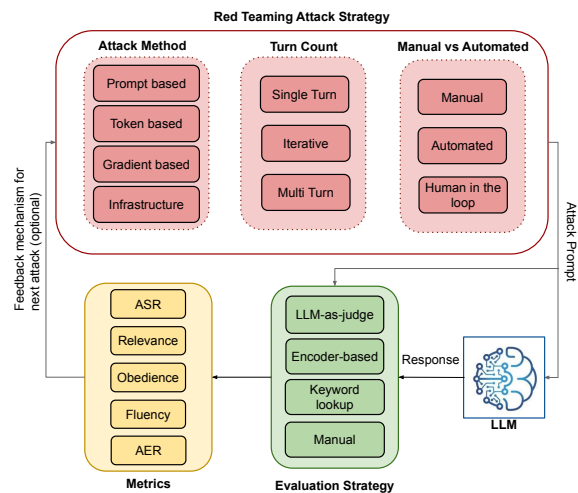 Red Teaming Attack Strategy
Attack Method
Prompt based
Token based
Gradient based
Infrastructure
Turn Count
Single Turn
Iterative
Multi Turn
Manual vs Automated
Manual
Automated
Human in the
loop
Feedback mechanism for
next attack (optional)
Attack
Prompt
ASR
Relevance
Obedience
Fluency
AER
Metrics
LLM-as-judge
Encoder-based
Keyword
lookup
Manual
Evaluation Strategy
Response
LLM